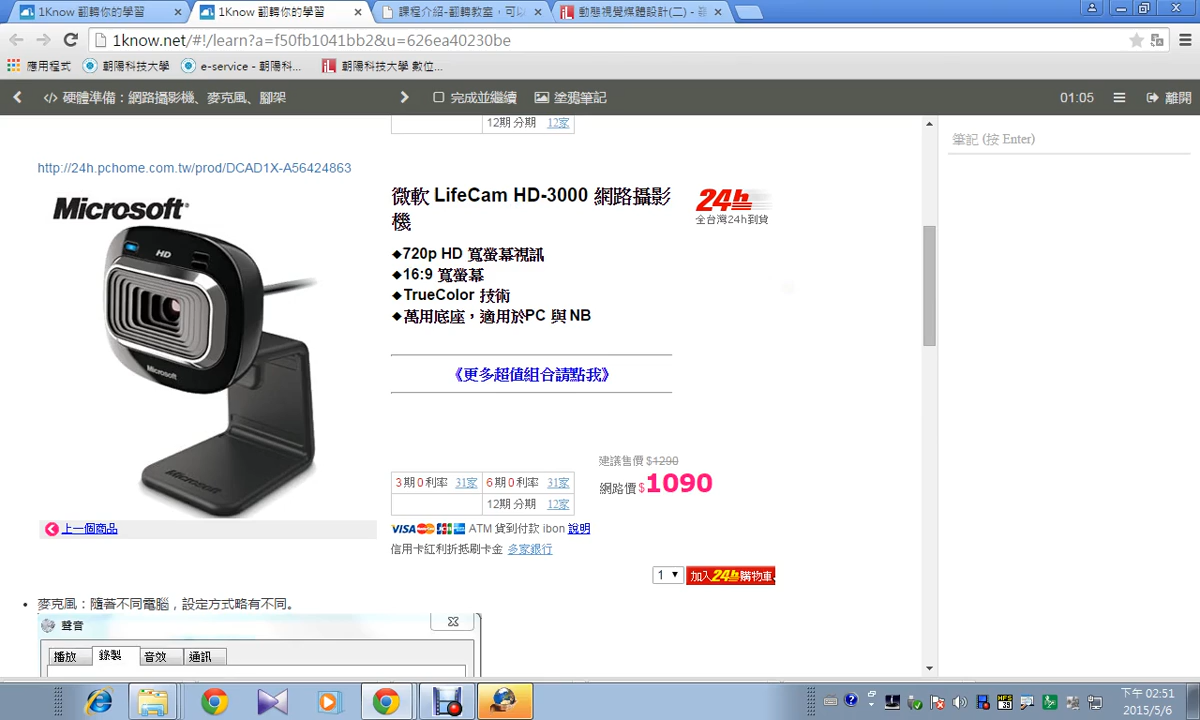 1Know 翻轉你的學習
1Know 翻轉你的學習
課程介紹-翻轉教室，可以
動態視覺媒體設計(二) -
1know.net/#!/learn?a=f50fb1041bb2&u=626ea40230be
應用程式
朝陽科技大學
e-service - 朝陽科...
朝陽科技大學 數位...
</> 硬體準備：網路攝影機、麥克風、腳架
完成並繼續
塗鴉筆記
01:05
離開
12期 分期 12家
筆記 (按 Enter)
http://24h.pchome.com.tw/prod/DCAD1X-A56424863
Microsoft
HD
Microsoft
Microsoft
微軟 LifeCam HD-3000 網路攝影
機
24h
全台灣24h到貨
◆720p HD 寬螢幕視訊
◆16:9 寬螢幕
◆TrueColor 技術
◆萬用底座，適用於PC 與 NB
《更多超值組合請點我》
建議售價 $1290
網路價 $1090
3 期 0 利率 31家 6 期 0 利率 31家
12期 分期 12家
上一個商品
VISA ATM 貨到付款 ibon 說明
信用卡紅利折抵刷卡金 多家銀行
1 加入24h購物車
• 麥克風：隨著不同電腦，設定方式略有不同。
聲音
播放 錄製 音效 通訊
下午 02:51
2015/5/6